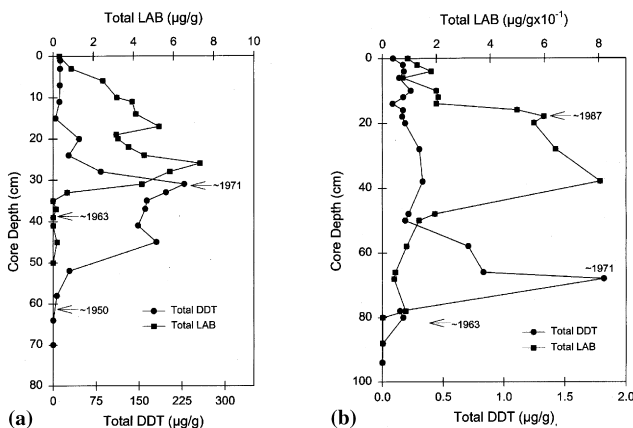 Total LAB (µg/g)
0 2 4 6 8 10
(a)
Core Depth (cm)
0
10
20
30
40
50
60
70
80
~1971
~1963
~1950
Total DDT
Total LAB
0 75 150 225 300
Total DDT (µg/g)
Total LAB (µg/gx10⁻¹)
0 2 4 6 8
(b)
Core Depth (cm)
0
20
40
60
80
100
~1987
~1971
~1963
Total DDT
Total LAB
0.0 0.5 1.0 1.5 2.0
Total DDT (µg/g).